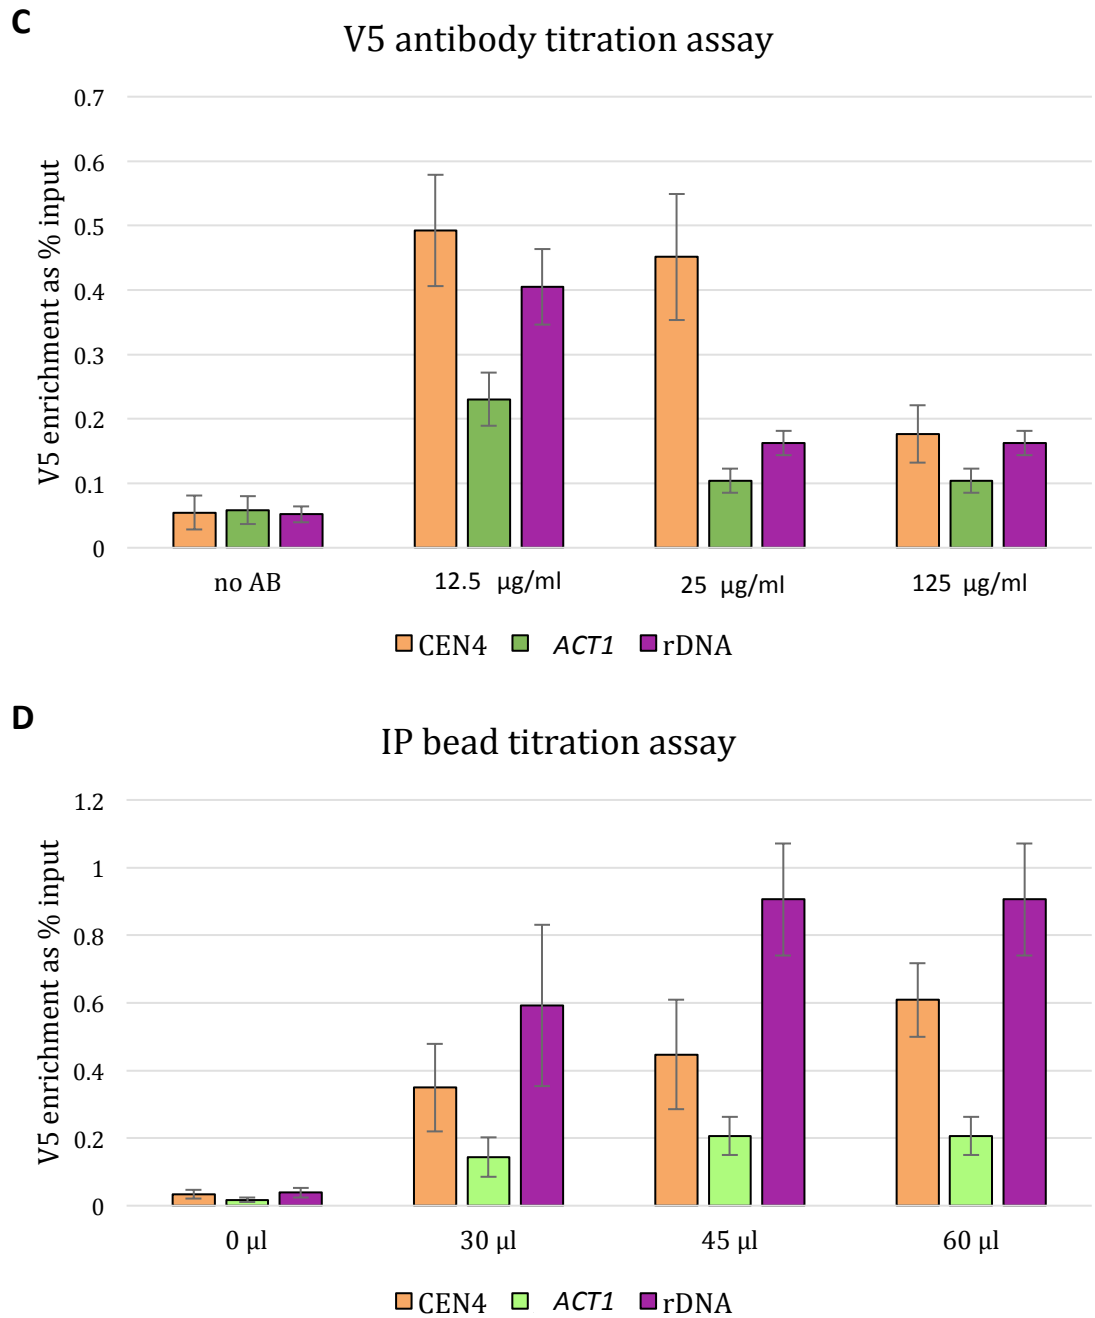 C
V5 antibody titration assay
V5 enrichment as % input
0.7
0.6
0.5
0.4
0.3
0.2
0.1
0
no AB 12.5 µg/ml 25 µg/ml 125 µg/ml
CEN4 ACT1 rDNA
D
IP bead titration assay
V5 enrichment as % input
1.2
1
0.8
0.6
0.4
0.2
0
0 µl 30 µl 45 µl 60 µl
CEN4 ACT1 rDNA